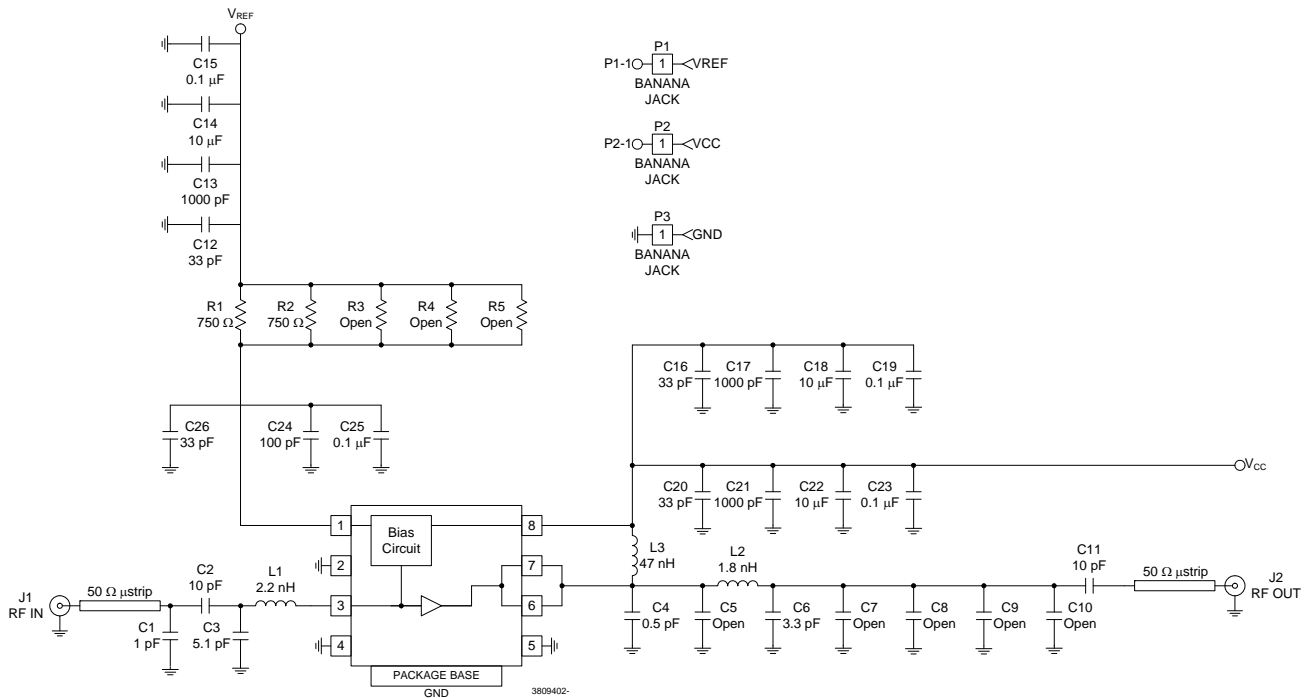 VREF
C15
0.1 µF
C14
10 µF
C13
1000 pF
C12
33 pF
P1
P1-1 1 VREF
BANANA
JACK
P2
P2-1 1 VCC
BANANA
JACK
P3
1 GND
BANANA
JACK
R1
750 Ω
R2
750 Ω
R3
Open
R4
Open
R5
Open
C16
33 pF
C17
1000 pF
C18
10 µF
C19
0.1 µF
C26
33 pF
C24
100 pF
C25
0.1 µF
VCC
C20
33 pF
C21
1000 pF
C22
10 µF
C23
0.1 µF
1
Bias
Circuit
8
2
7
3
6
4
5
PACKAGE BASE
GND
3809402-
L3
47 nH
L2
1.8 nH
C11
10 pF
50 Ω µstrip
J2
RF OUT
J1
RF IN
50 Ω µstrip
C2
10 pF
L1
2.2 nH
C1
1 pF
C3
5.1 pF
C4
0.5 pF
C5
Open
C6
3.3 pF
C7
Open
C8
Open
C9
Open
C10
Open